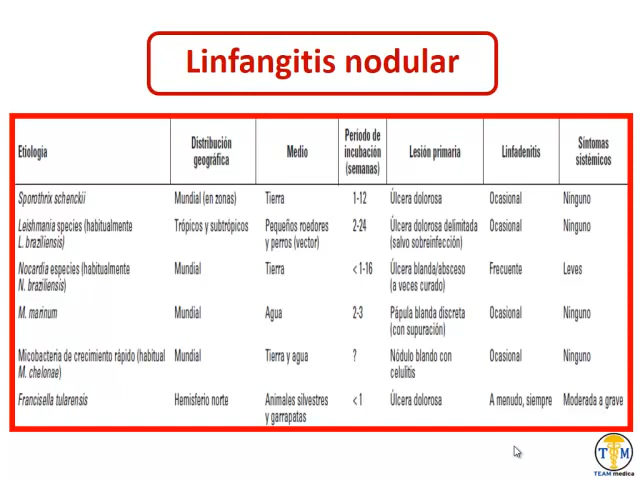 Linfangitis nodular
Etiología Distribución geográfica Medio Periodo de incubación (semanas) Lesión primaria Linfadenitis Síntomas sistémicos
Sporothrix schenckii Mundial (en zonas) Tierra 1-12 Úlcera dolorosa Ocasional Ninguno
Leishmania species (habitualmente Trópicos y subtrópicos Pequeños roedores 2-24 Úlcera dolorosa delimitada Ocasional Ninguno
L. braziliensis) y perros (vector) (salvo sobreinfección)
Nocardia especies (habitualmente Mundial Tierra < 1-16 Úlcera blanda/absceso Frecuente Leves
N. braziliensis) (a veces curado)
M. marinum Mundial Agua 2-3 Pápula blanda discreta Ocasional Ninguno
(con supuración)
Micobacteria de crecimiento rápido (habitual Mundial Tierra y agua ? Nódulo blando con Ocasional Ninguno
M. chelonae) celulitis
Francisella tularensis Hemisferio norte Animales silvestres < 1 Úlcera dolorosa A menudo, siempre Moderada a grave
y garrapatas
T M
TEAM medica